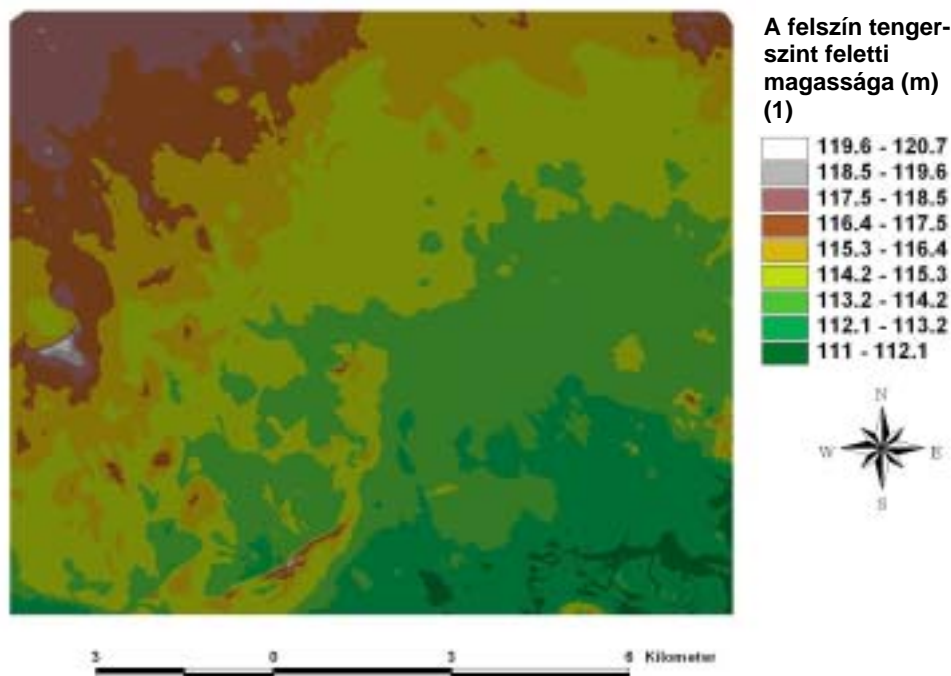 A felszín tenger-
szint feletti
magassága (m)
(1)
119.6 - 120.7
118.5 - 119.6
117.5 - 118.5
116.4 - 117.5
115.3 - 116.4
114.2 - 115.3
113.2 - 114.2
112.1 - 113.2
111 - 112.1
N
W E
S
3 0 3 6 Kilometer